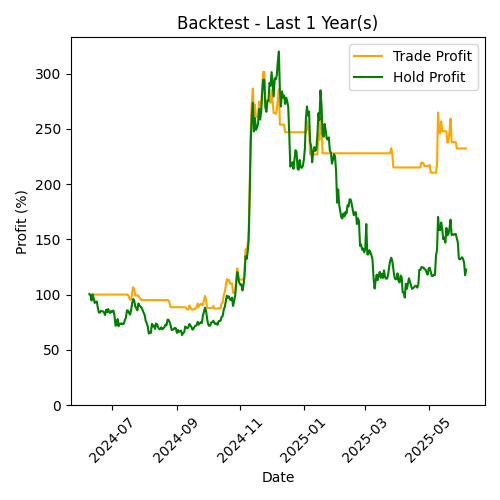 Backtest - Last 1 Year(s)
Trade Profit
Hold Profit
Profit (%)
300
250
200
150
100
50
0
2024-07
2024-09
2024-11
2025-01
2025-03
2025-05
Date